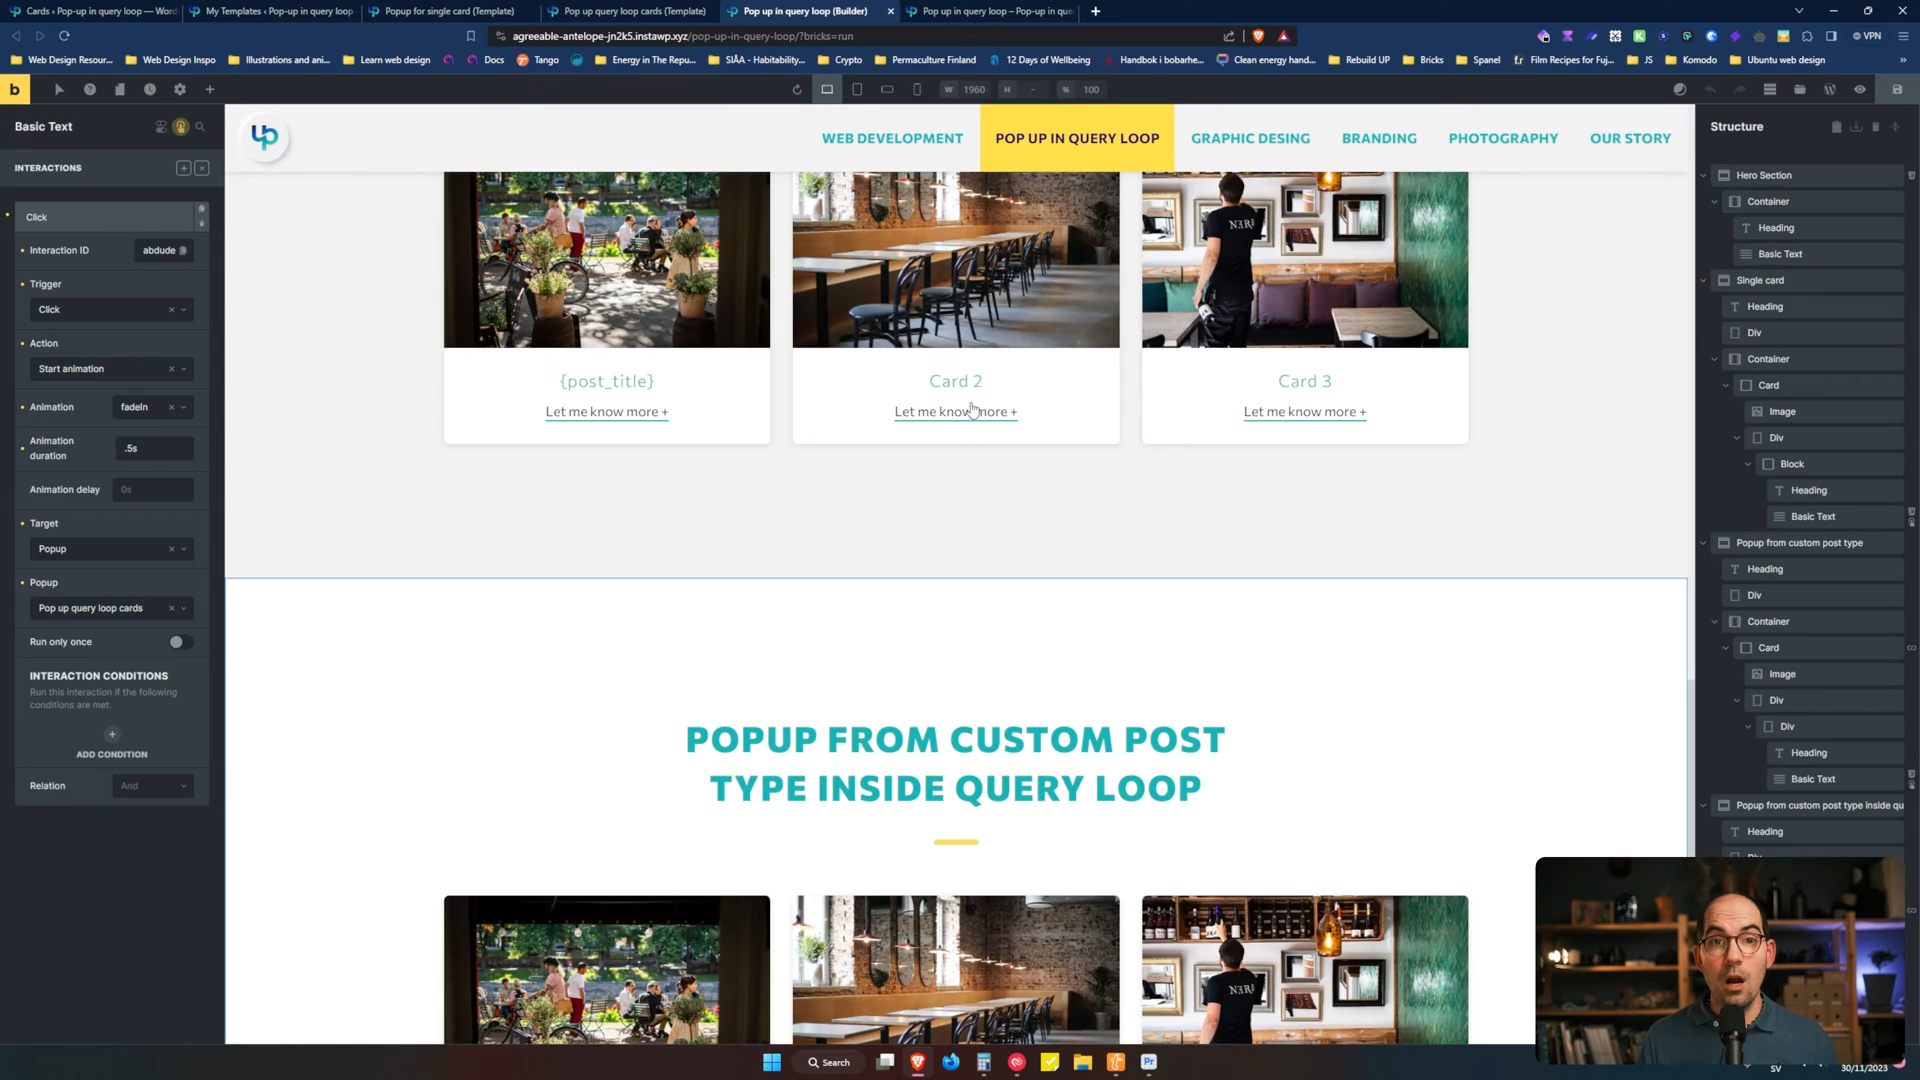 Cards ‹ Pop-up in query loop — Word
My Templates ‹ Pop-up in query loop
Popup for single card (Template)
Pop up query loop cards (Template)
Pop up in query loop (Builder)
Pop up in query loop – Pop-up in que
agreeable-antelope-jn2k5.instawp.xyz/pop-up-in-query-loop/?bricks=run
VPN
Web Design Resour...
Web Design Inspo
Illustrations and ani...
Learn web design
Docs
Tango
Energy in The Repu...
SIÅA - Habitability...
Crypto
Permaculture Finland
12 Days of Wellbeing
Handbok i bobarhe...
Clean energy hand...
Rebuild UP
Bricks
Spanel
Film Recipes for Fuj...
JS
Komodo
Ubuntu web design
b
W 1960
H -
% 100
Basic Text
INTERACTIONS
Click
Interaction ID
abdude
Trigger
Click
Action
Start animation
Animation
fadeIn
Animation
duration
.5s
Animation delay
0s
Target
Popup
Popup
Pop up query loop cards
Run only once
INTERACTION CONDITIONS
Run this interaction if the following
conditions are met.
ADD CONDITION
Relation
And
UP
WEB DEVELOPMENT
POP UP IN QUERY LOOP
GRAPHIC DESING
BRANDING
PHOTOGRAPHY
OUR STORY
{post_title}
Let me know more +
Card 2
Let me know more +
Card 3
Let me know more +
POPUP FROM CUSTOM POST
TYPE INSIDE QUERY LOOP
Structure
Hero Section
Container
Heading
Basic Text
Single card
Heading
Div
Container
Card
Image
Div
Block
Heading
Basic Text
Popup from custom post type
Heading
Div
Container
Card
Image
Div
Div
Heading
Basic Text
Popup from custom post type inside qu
Heading
Search
Pr
SV
30/11/2023